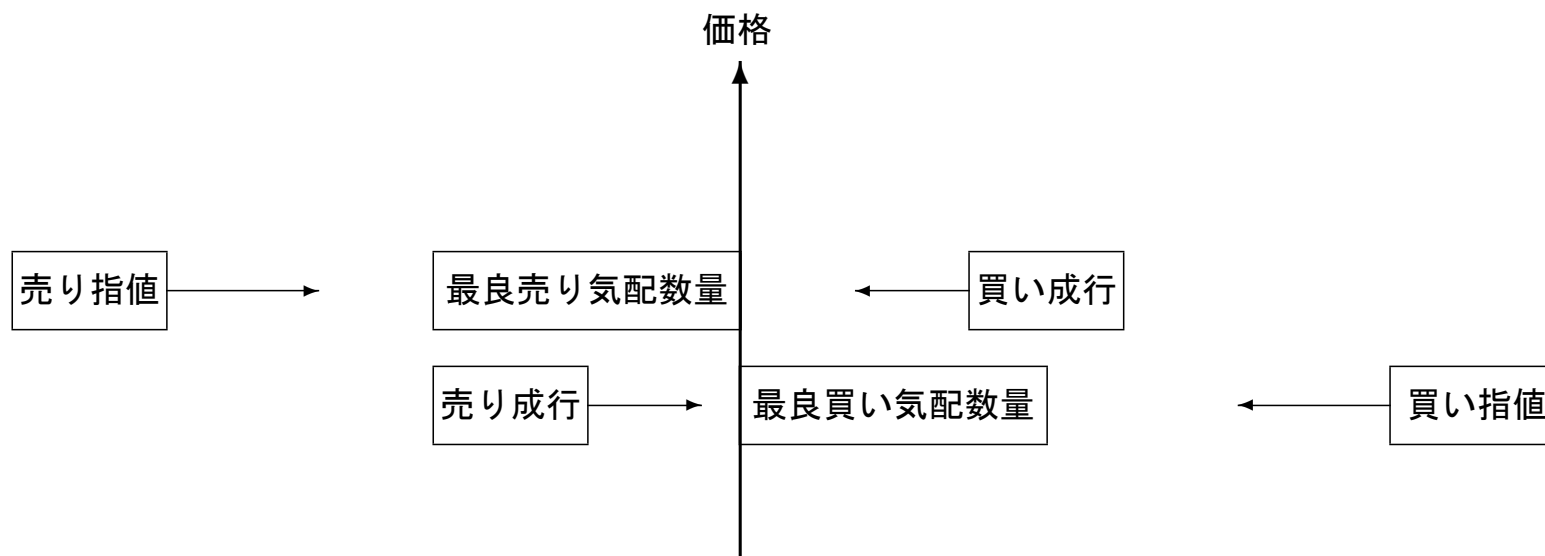 価格
売り指値
最良売り気配数量
買い成行
売り成行
最良買い気配数量
買い指値